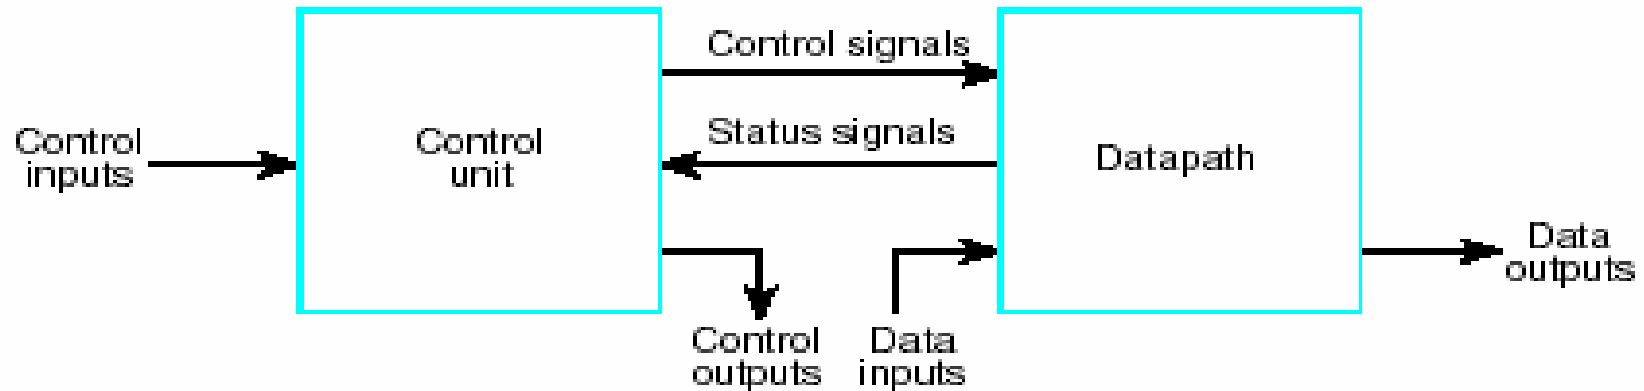 Control signals
Control
inputs
Control
unit
Status signals
Datapath
Data
outputs
Control
outputs
Data
inputs